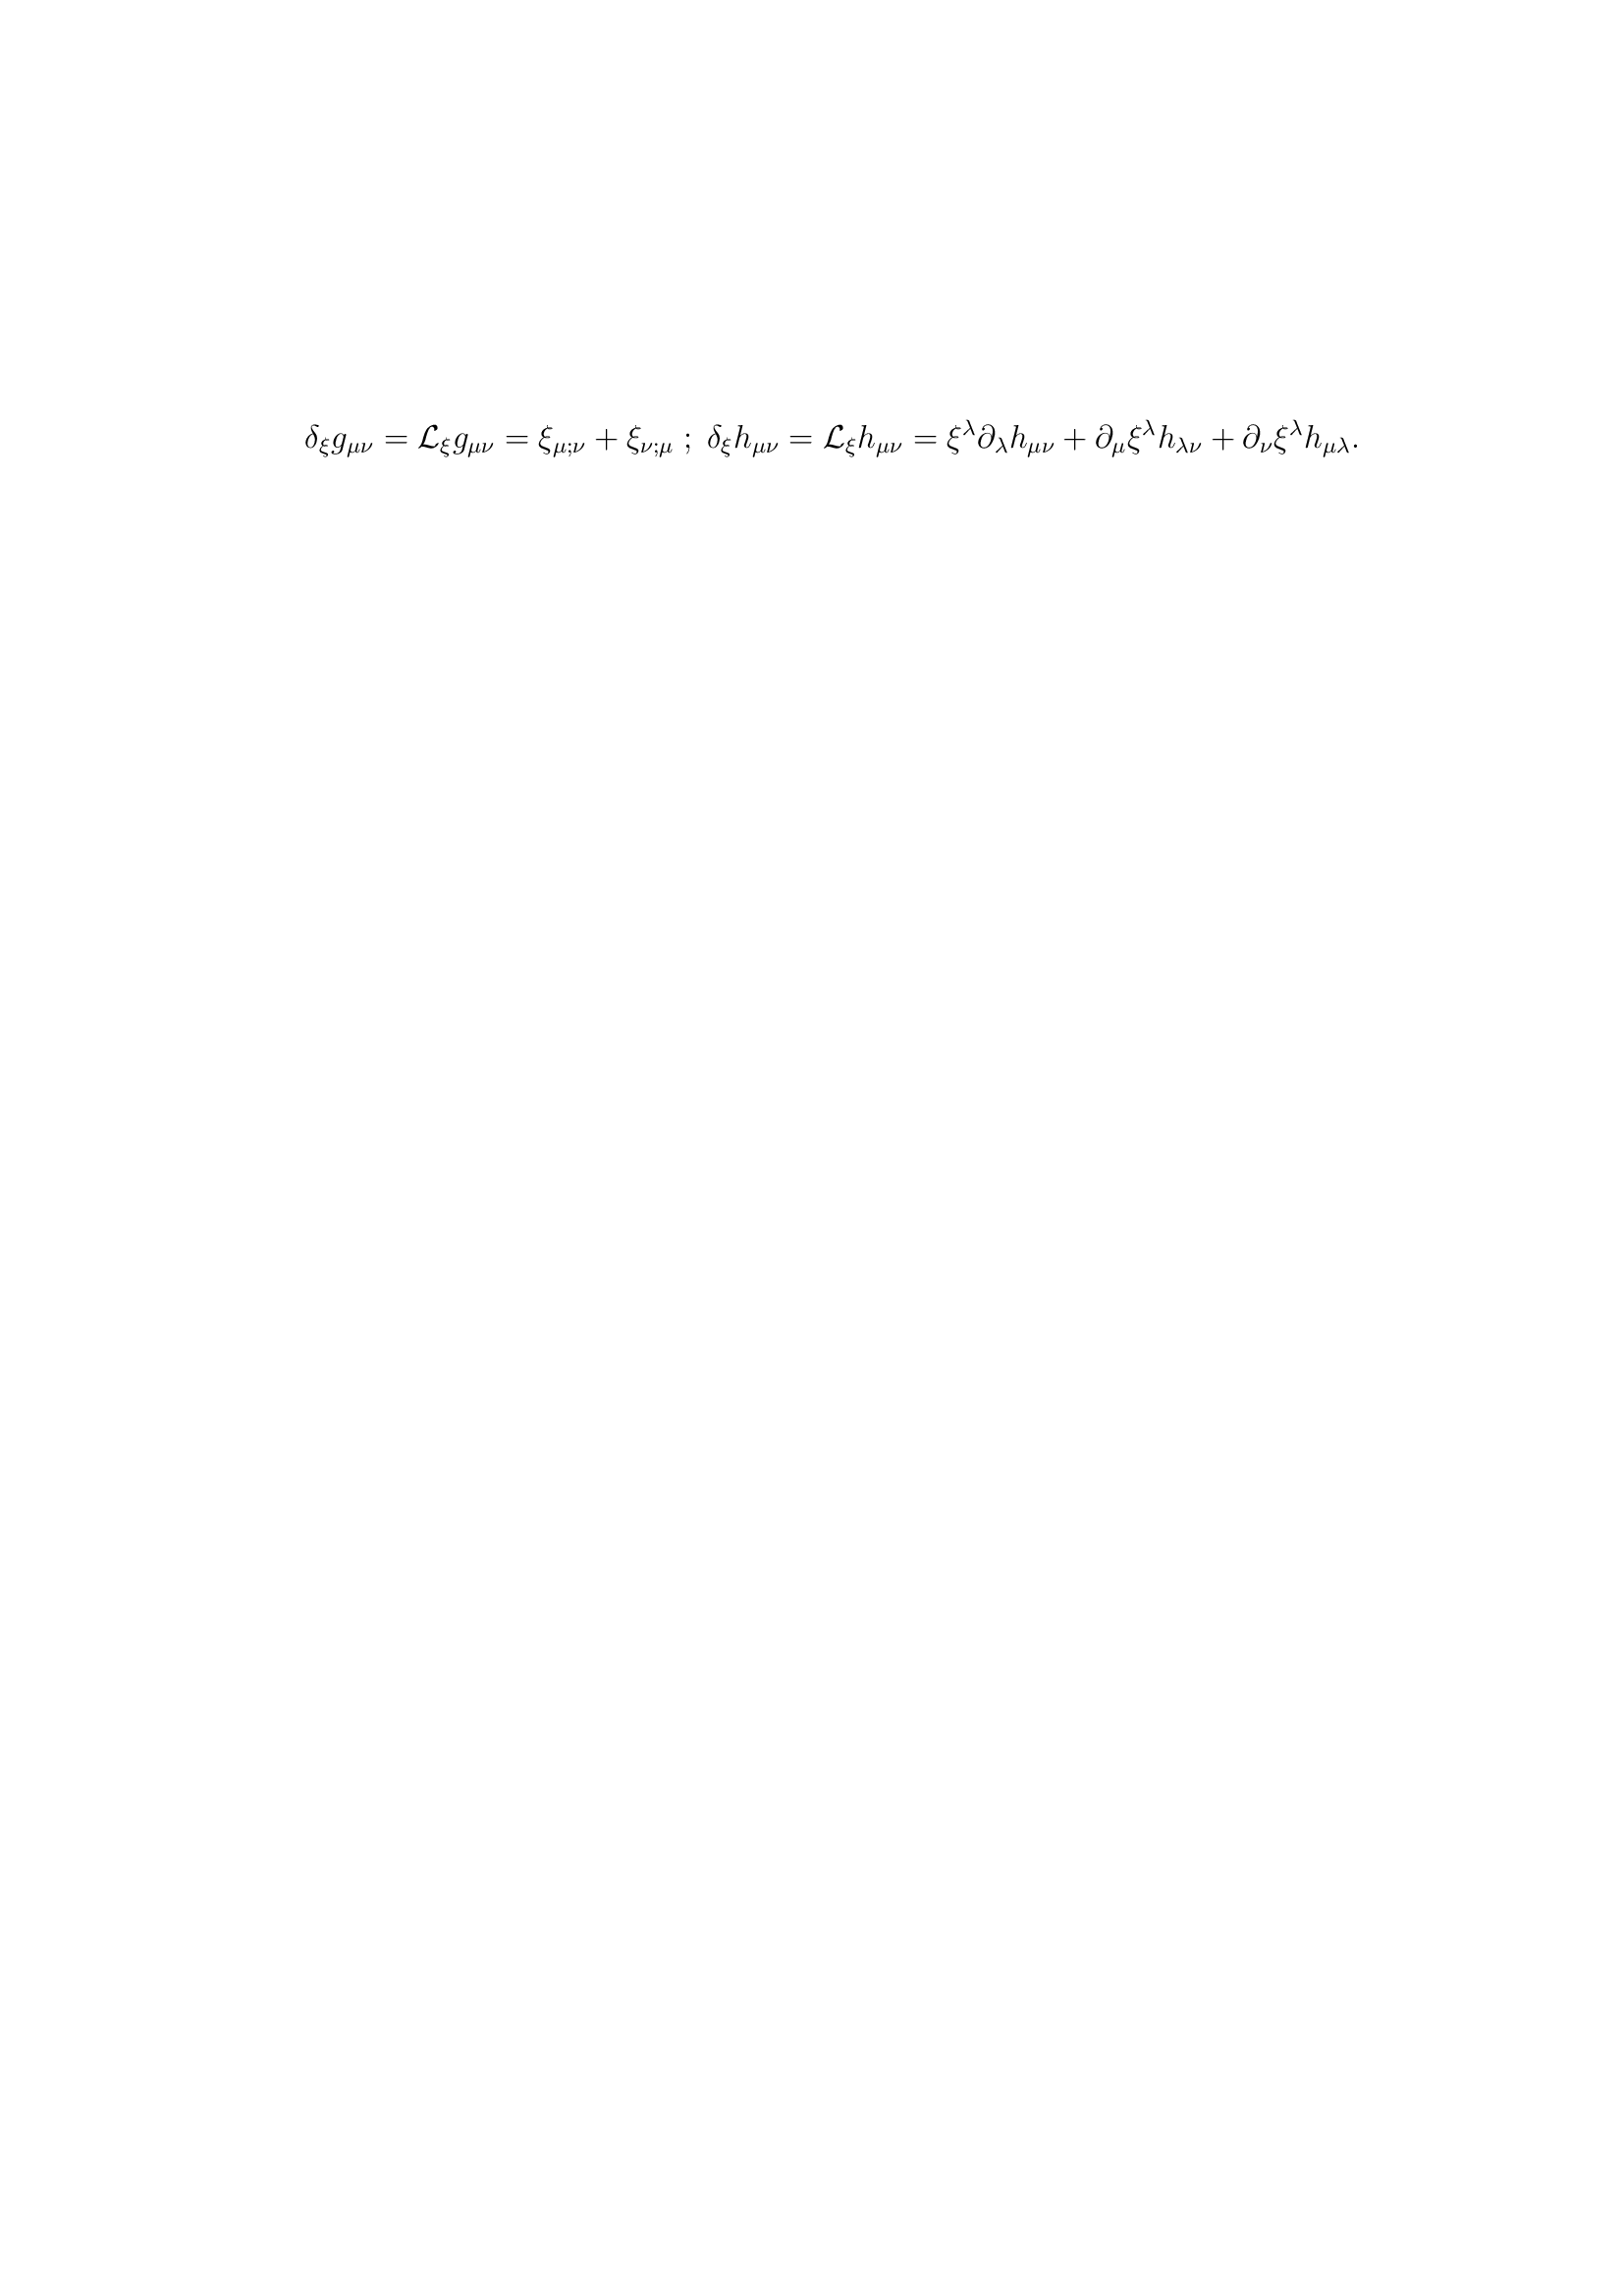 $\delta_\xi g_{\mu\nu} = \mathcal{L}_\xi g_{\mu\nu} = \xi_{\mu;\nu} + \xi_{\nu;\mu} \; ; \; \delta_\xi h_{\mu\nu} = \mathcal{L}_\xi h_{\mu\nu} = \xi^\lambda \partial_\lambda h_{\mu\nu} + \partial_\mu \xi^\lambda h_{\lambda\nu} + \partial_\nu \xi^\lambda h_{\mu\lambda}.$